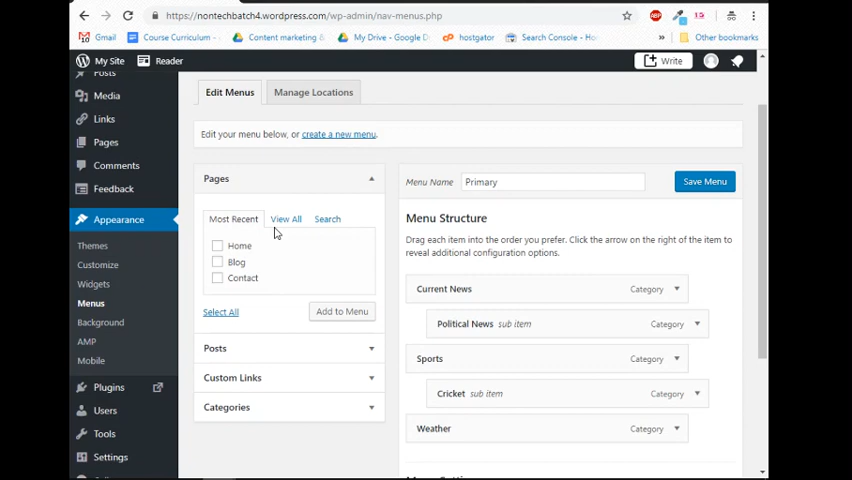 https://nontechbatch4.wordpress.com/wp-admin/nav-menus.php
Gmail Course Curriculum - Content marketing & My Drive - Google D hostgator Search Console - Ho » Other bookmarks
My Site Reader Write
Posts
Media
Links
Pages
Comments
Feedback
Appearance
Themes
Customize
Widgets
Menus
Background
AMP
Mobile
Plugins
Users
Tools
Settings
Edit Menus Manage Locations
Edit your menu below, or create a new menu.
Pages
Most Recent View All Search
Home
Blog
Contact
Select All Add to Menu
Posts
Custom Links
Categories
Menu Name Primary Save Menu
Menu Structure
Drag each item into the order you prefer. Click the arrow on the right of the item to
reveal additional configuration options.
Current News Category
Political News sub item Category
Sports Category
Cricket sub item Category
Weather Category